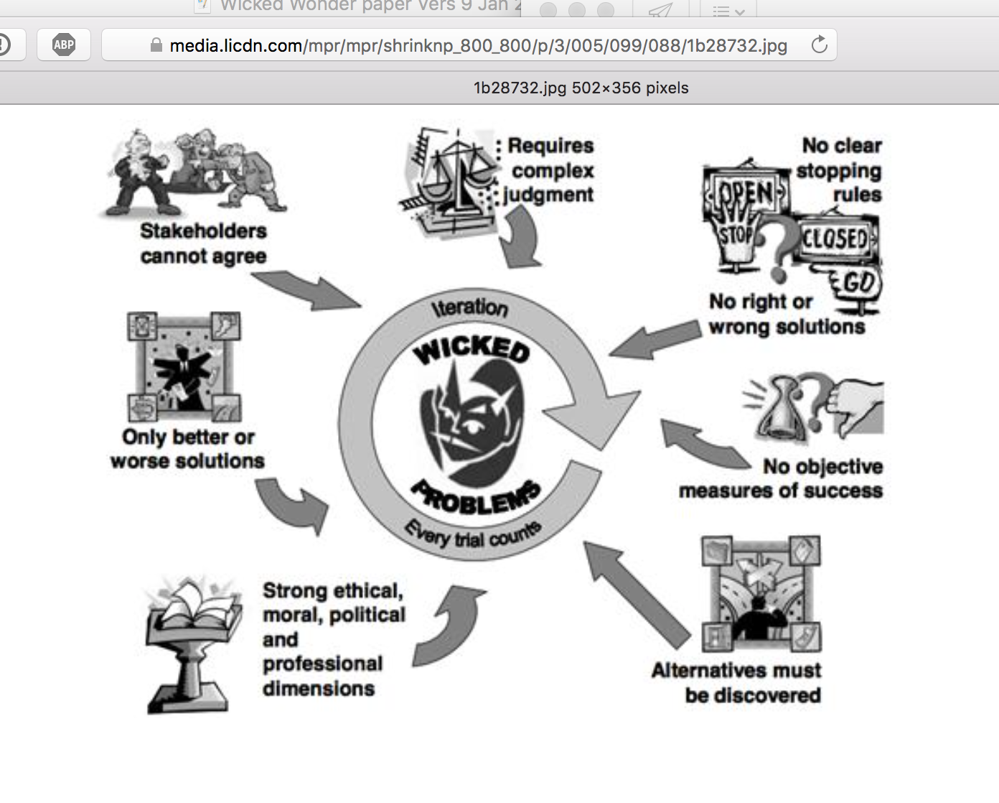 Wicked Wonder paper Vers 9 Jan 2
ABP
media.licdn.com/mpr/mpr/shrinknp_800_800/p/3/005/099/088/1b28732.jpg
1b28732.jpg 502×356 pixels
Stakeholders
cannot agree
Requires
complex
judgment
No clear
stopping
rules
OPEN
STOP
CLOSED
GO
No right or
wrong solutions
Iteration
WICKED
PROBLEMS
Every trial counts
Only better or
worse solutions
No objective
measures of success
Strong ethical,
moral, political
and
professional
dimensions
Alternatives must
be discovered